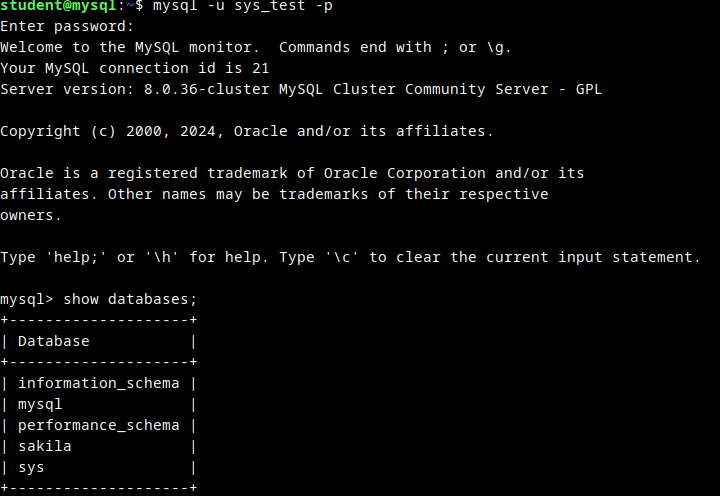 student@mysql:~$ mysql -u sys_test -p
Enter password:
Welcome to the MySQL monitor.  Commands end with ; or \g.
Your MySQL connection id is 21
Server version: 8.0.36-cluster MySQL Cluster Community Server - GPL

Copyright (c) 2000, 2024, Oracle and/or its affiliates.

Oracle is a registered trademark of Oracle Corporation and/or its
affiliates. Other names may be trademarks of their respective
owners.

Type 'help;' or '\h' for help. Type '\c' to clear the current input statement.

mysql> show databases;
+--------------------+
| Database           |
+--------------------+
| information_schema |
| mysql              |
| performance_schema |
| sakila             |
| sys                |
+--------------------+